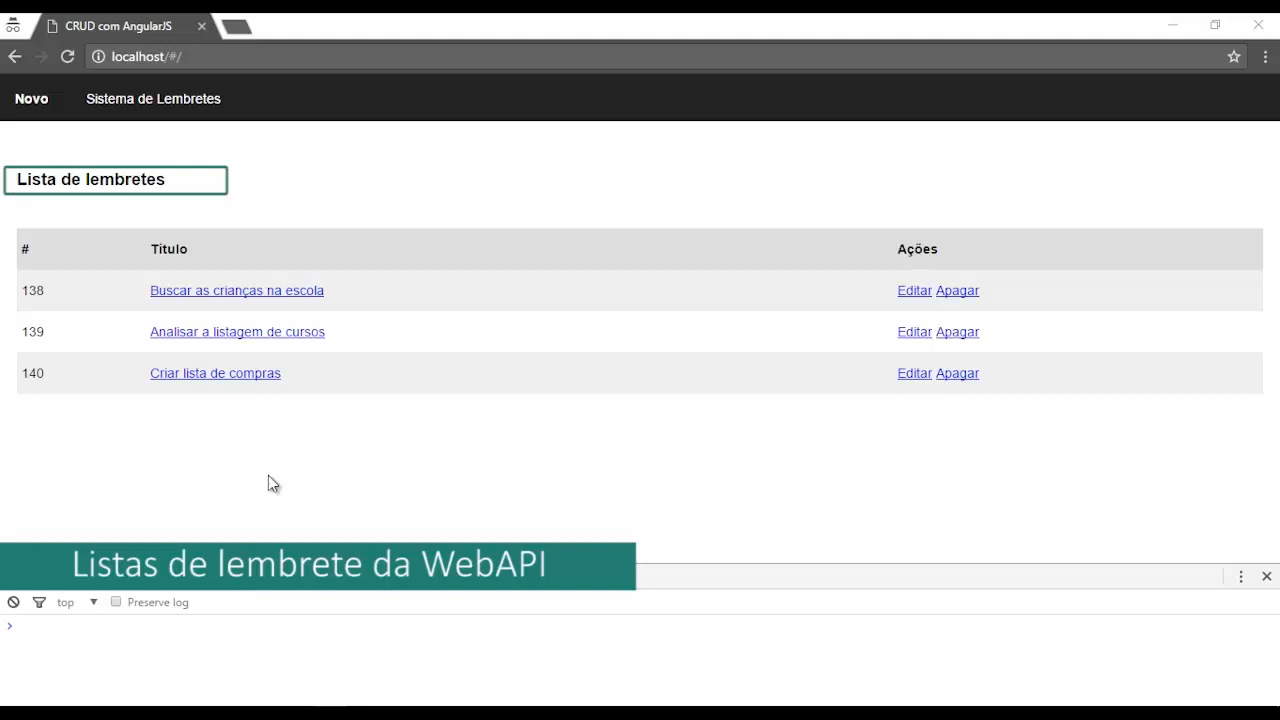 CRUD com AngularJS
localhost/#/
Novo Sistema de Lembretes
Lista de lembretes
# Título Ações
138 Buscar as crianças na escola Editar Apagar
139 Analisar a listagem de cursos Editar Apagar
140 Criar lista de compras Editar Apagar
Listas de lembrete da WebAPI
top Preserve log